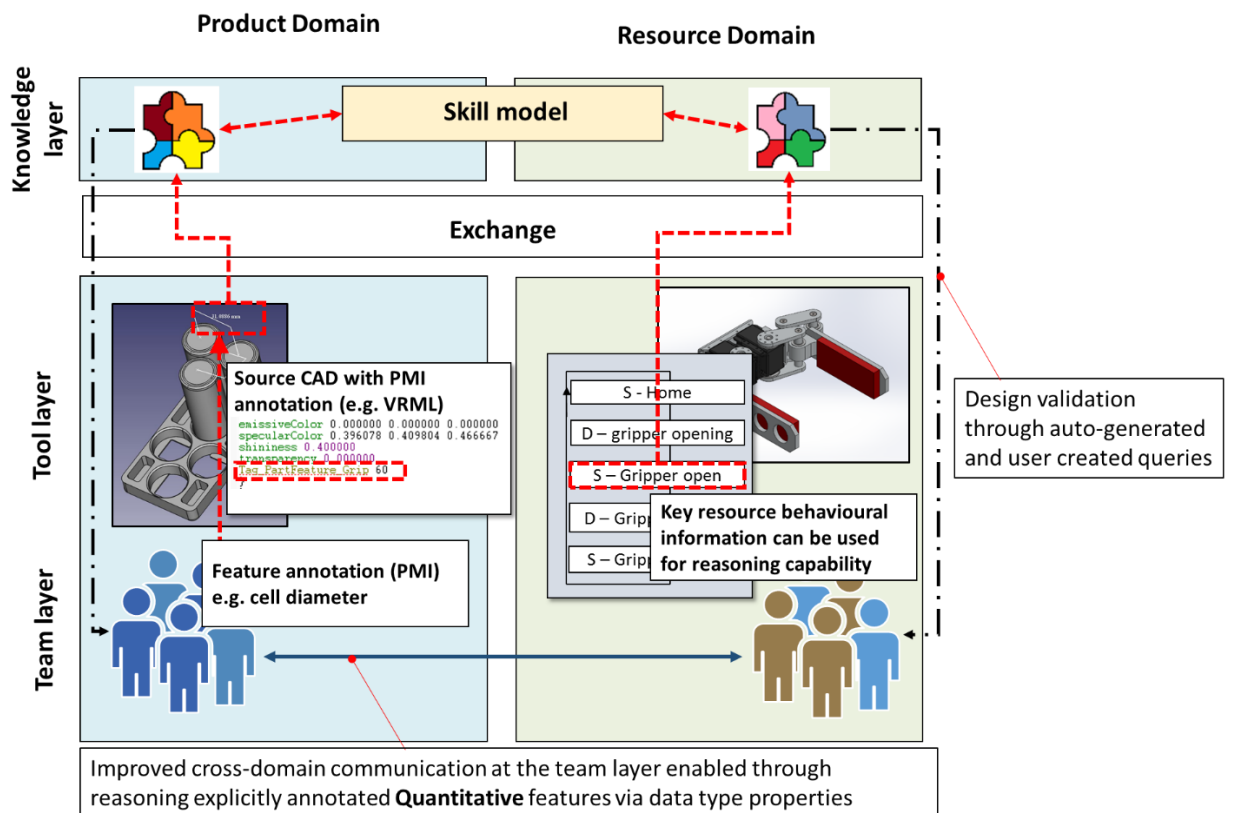 Product Domain
Resource Domain
Knowledge
layer
Skill model
Exchange
Tool layer
31.0086 mm
Source CAD with PMI
annotation (e.g. VRML)
emissiveColor 0.000000 0.000000 0.000000
specularColor 0.396078 0.409804 0.466667
shininess 0.400000
transparency 0.000000
Tag_PartFeature_Grip 60
}
S - Home
D – gripper opening
S – Gripper open
D – Gripp
S – Gripp
Key resource behavioural
information can be used
for reasoning capability
Design validation
through auto-generated
and user created queries
Team layer
Feature annotation (PMI)
e.g. cell diameter
Improved cross-domain communication at the team layer enabled through
reasoning explicitly annotated Quantitative features via data type properties